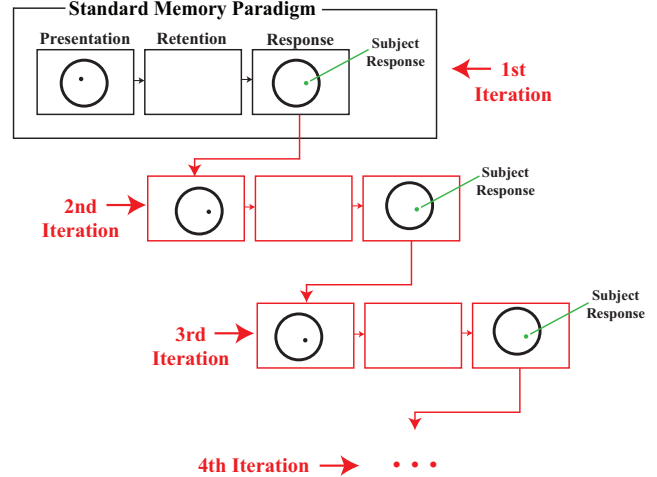 Standard Memory Paradigm
Presentation
Retention
Response
Subject
Response
1st
Iteration
2nd
Iteration
Subject
Response
3rd
Iteration
Subject
Response
4th Iteration